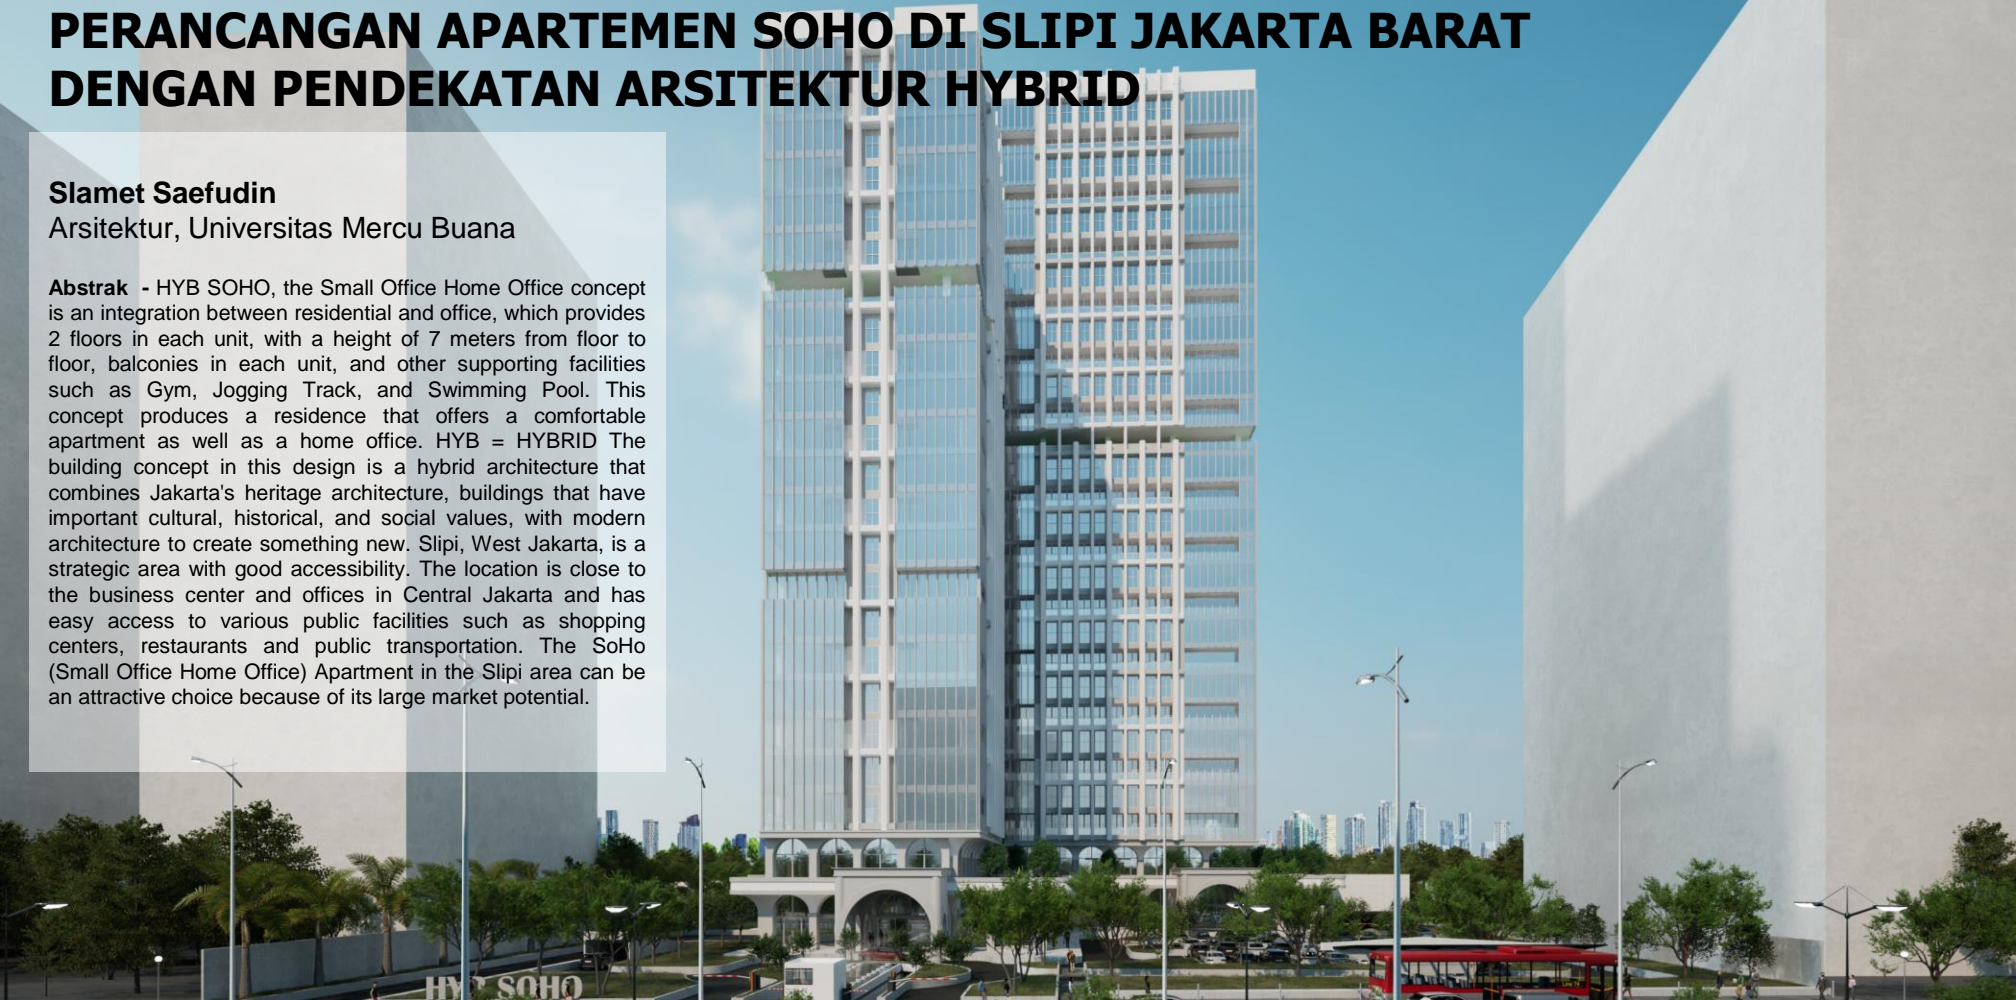 PERANCANGAN APARTEMEN SOHO DI SLIPI JAKARTA BARAT
DENGAN PENDEKATAN ARSITEKTUR HYBRID
Slamet Saefudin
Arsitektur, Universitas Mercu Buana
Abstrak - HYB SOHO, the Small Office Home Office concept
is an integration between residential and office, which provides
2 floors in each unit, with a height of 7 meters from floor to
floor, balconies in each unit, and other supporting facilities
such as Gym, Jogging Track, and Swimming Pool. This
concept produces a residence that offers a comfortable
apartment as well as a home office. HYB = HYBRID The
building concept in this design is a hybrid architecture that
combines Jakarta's heritage architecture, buildings that have
important cultural, historical, and social values, with modern
architecture to create something new. Slipi, West Jakarta, is a
strategic area with good accessibility. The location is close to
the business center and offices in Central Jakarta and has
easy access to various public facilities such as shopping
centers, restaurants and public transportation. The SoHo
(Small Office Home Office) Apartment in the Slipi area can be
an attractive choice because of its large market potential.
HYB SOHO